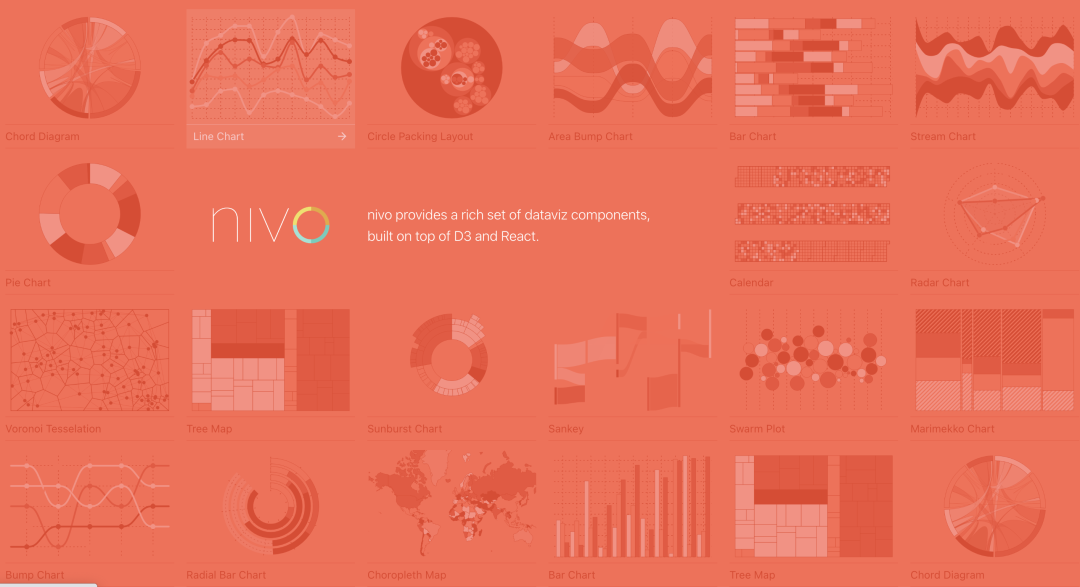 Chord Diagram
Line Chart
Circle Packing Layout
Area Bump Chart
Bar Chart
Stream Chart
Pie Chart
nivo
nivo provides a rich set of dataviz components,
built on top of D3 and React.
Calendar
Radar Chart
Voronoi Tesselation
Tree Map
Sunburst Chart
Sankey
Swarm Plot
Marimekko Chart
Bump Chart
Radial Bar Chart
Choropleth Map
Bar Chart
Tree Map
Chord Diagram